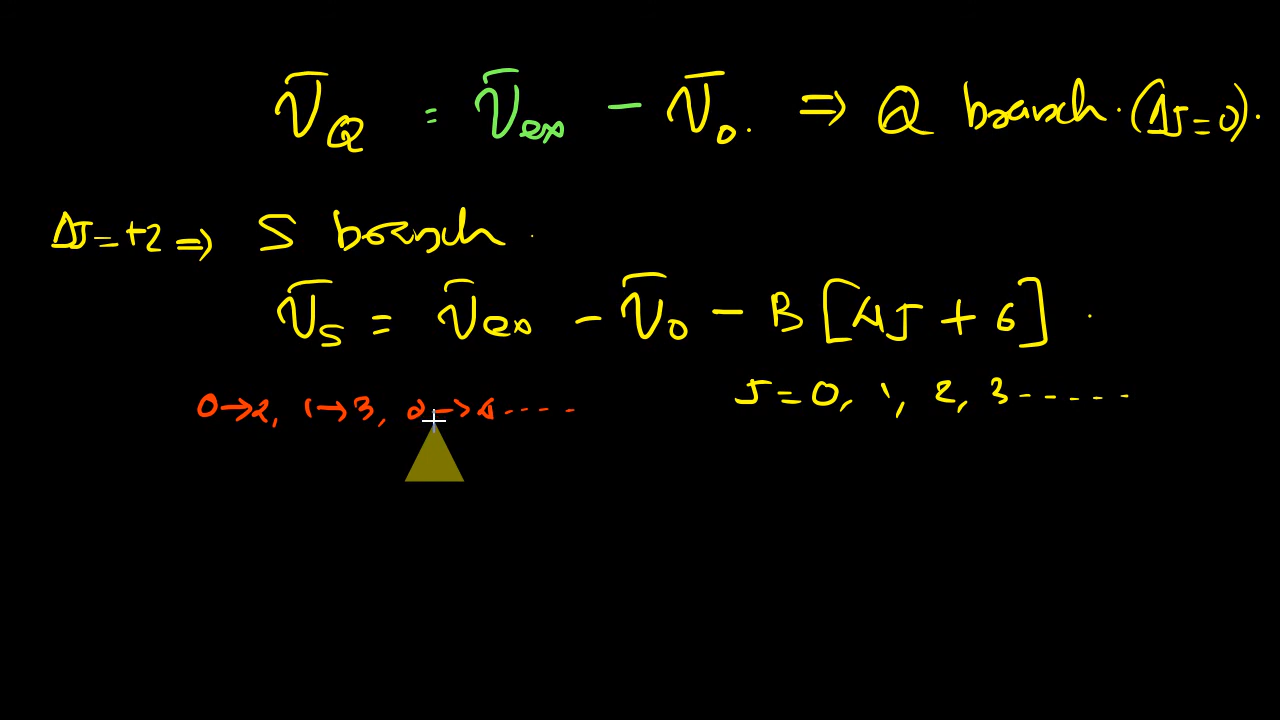 ν̄_Q = ν̄_ex − ν̄_0. ⇒ Q branch. (ΔJ=0).
ΔJ=+2 ⇒ S branch.
ν̄_S = ν̄_ex − ν̄_0 − B [4J + 6].
J = 0, 1, 2, 3-----
0→2, 1→3, 2→4-----